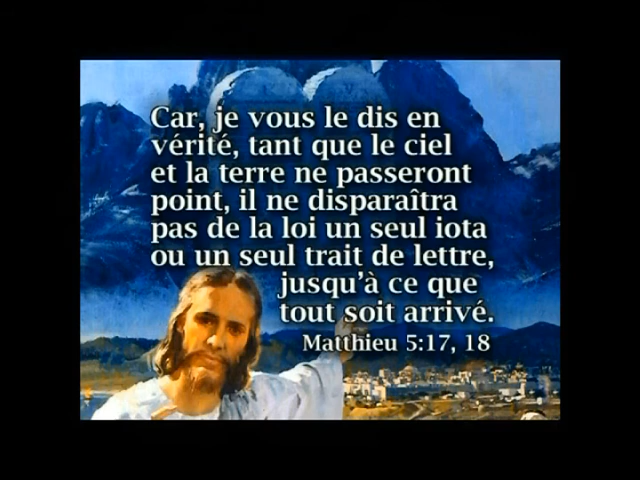 Car, je vous le dis en
vérité, tant que le ciel
et la terre ne passeront
point, il ne disparaîtra
pas de la loi un seul iota
ou un seul trait de lettre,
jusqu'à ce que
tout soit arrivé.
Matthieu 5:17, 18